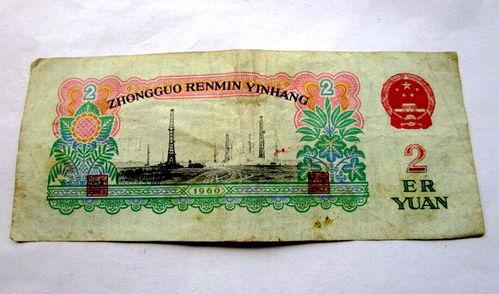 ZHONGGUO RENMIN YINHANG
2
2
2
ER
YUAN
1960